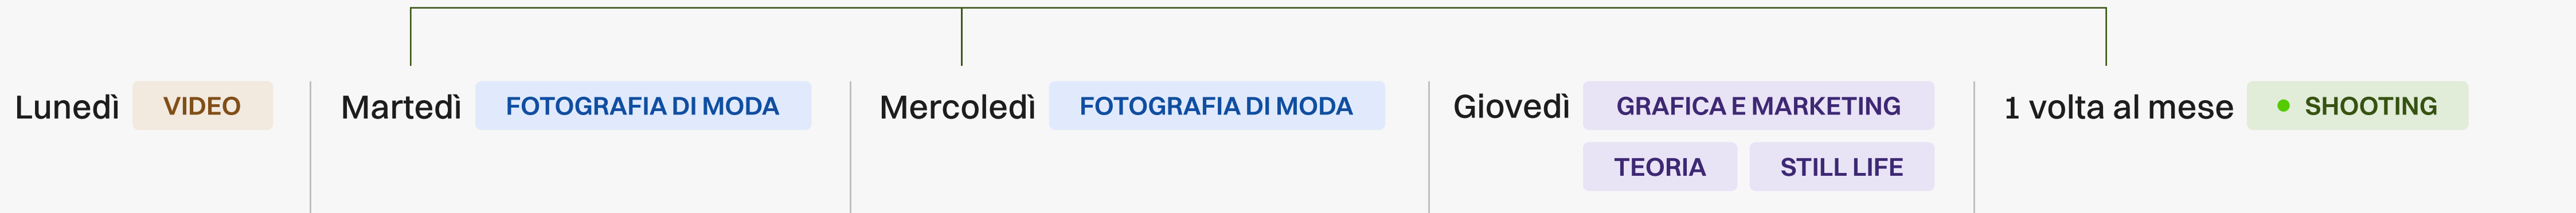 Lunedì VIDEO
Martedì FOTOGRAFIA DI MODA
Mercoledì FOTOGRAFIA DI MODA
Giovedì GRAFICA E MARKETING
TEORIA STILL LIFE
1 volta al mese SHOOTING